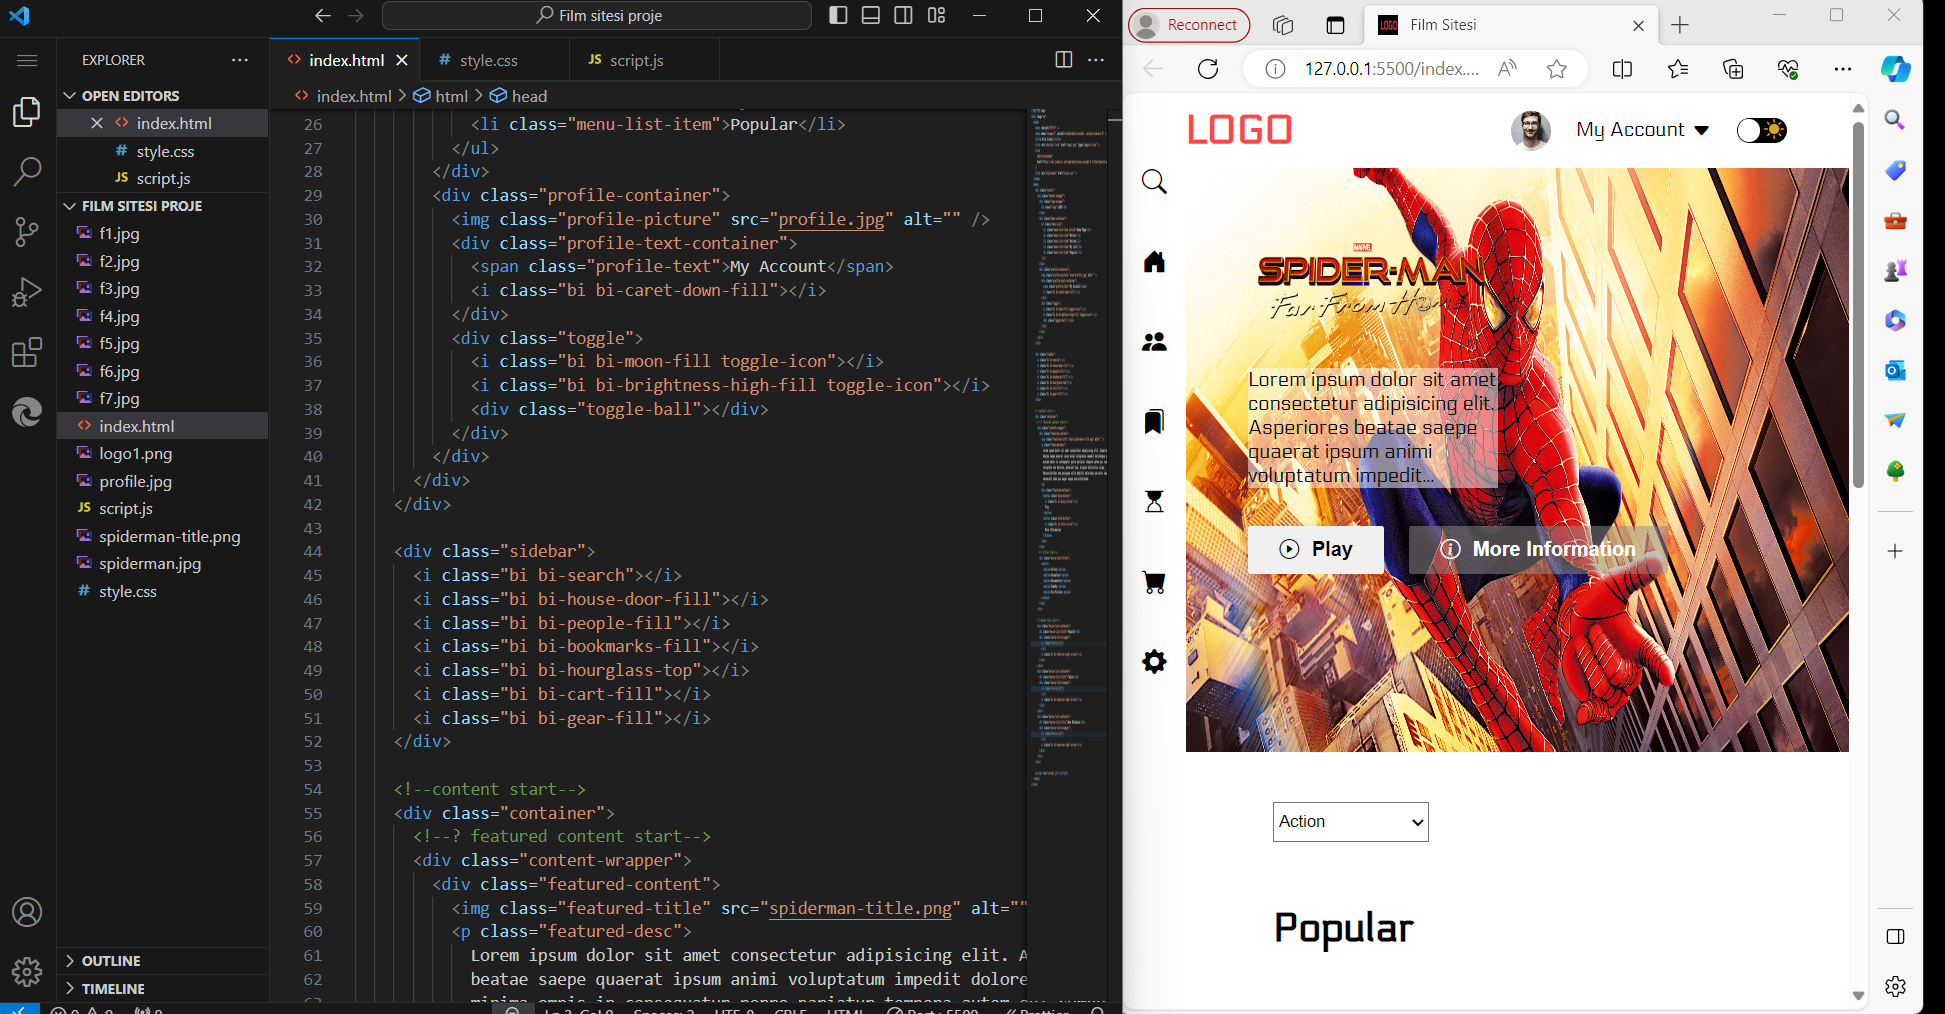 Film sitesi proje
EXPLORER
OPEN EDITORS
index.html
style.css
script.js
FILM SITESI PROJE
f1.jpg
f2.jpg
f3.jpg
f4.jpg
f5.jpg
f6.jpg
f7.jpg
index.html
logo1.png
profile.jpg
script.js
spiderman-title.png
spiderman.jpg
style.css
OUTLINE
TIMELINE
index.html
style.css
script.js
index.html > html > head
26 <li class="menu-list-item">Popular</li>
27 </ul>
28 </div>
29 <div class="profile-container">
30 <img class="profile-picture" src="profile.jpg" alt="" />
31 <div class="profile-text-container">
32 <span class="profile-text">My Account</span>
33 <i class="bi bi-caret-down-fill"></i>
34 </div>
35 <div class="toggle">
36 <i class="bi bi-moon-fill toggle-icon"></i>
37 <i class="bi bi-brightness-high-fill toggle-icon"></i>
38 <div class="toggle-ball"></div>
39 </div>
40 </div>
41 </div>
42 </div>
43
44 <div class="sidebar">
45 <i class="bi bi-search"></i>
46 <i class="bi bi-house-door-fill"></i>
47 <i class="bi bi-people-fill"></i>
48 <i class="bi bi-bookmarks-fill"></i>
49 <i class="bi bi-hourglass-top"></i>
50 <i class="bi bi-cart-fill"></i>
51 <i class="bi bi-gear-fill"></i>
52 </div>
53
54 <!--content start-->
55 <div class="container">
56 <!--? featured content start-->
57 <div class="content-wrapper">
58 <div class="featured-content">
59 <img class="featured-title" src="spiderman-title.png" alt=""
60 <p class="featured-desc">
61 Lorem ipsum dolor sit amet consectetur adipisicing elit. A
62 beatae saepe quaerat ipsum animi voluptatum impedit dolore
Reconnect
LOGO
Film Sitesi
127.0.0.1:5500/index....
LOGO
My Account
MARVEL
SPIDER-MAN
Far From Home
Lorem ipsum dolor sit amet
consectetur adipisicing elit.
Asperiores beatae saepe
quaerat ipsum animi
voluptatum impedit...
Play
More Information
Action
Popular